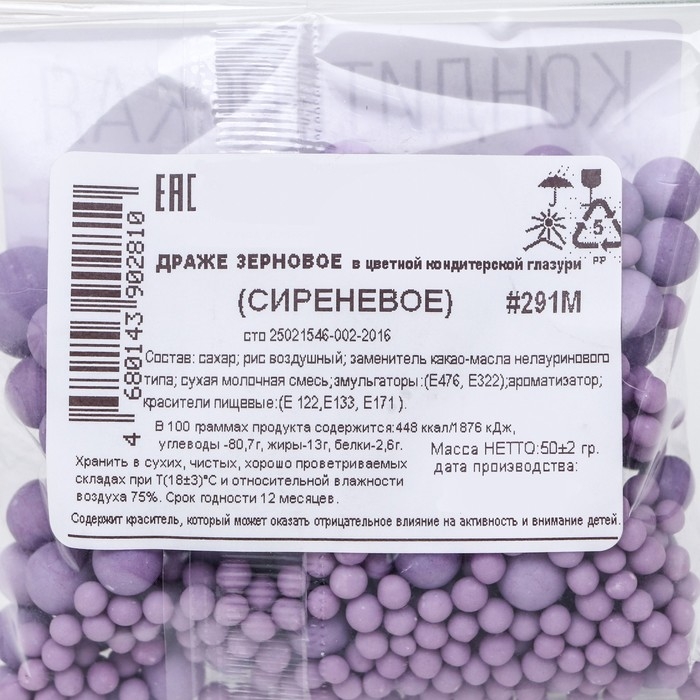 КОНДИТ
EAC
5
PP
ДРАЖЕ ЗЕРНОВОЕ в цветной кондитерской глазури
(СИРЕНЕВОЕ) #291М
сто 25021546-002-2016
Состав: сахар; рис воздушный; заменитель какао-масла нелауринового
типа; сухая молочная смесь;эмульгаторы:(Е476, Е322);ароматизатор;
красители пищевые:(Е 122,Е133, Е171 ).
В 100 граммах продукта содержится:448 ккал/1876 кДж,
углеводы -80,7г, жиры-13г, белки-2,6г.
Масса НЕТТО:50±2 гр.
дата производства:
Хранить в сухих, чистых, хорошо проветриваемых
складах при Т(18±3)°С и относительной влажности
воздуха 75%. Срок годности 12 месяцев.
Содержит краситель, который может оказать отрицательное влияние на активность и внимание детей.
4 680143 902810